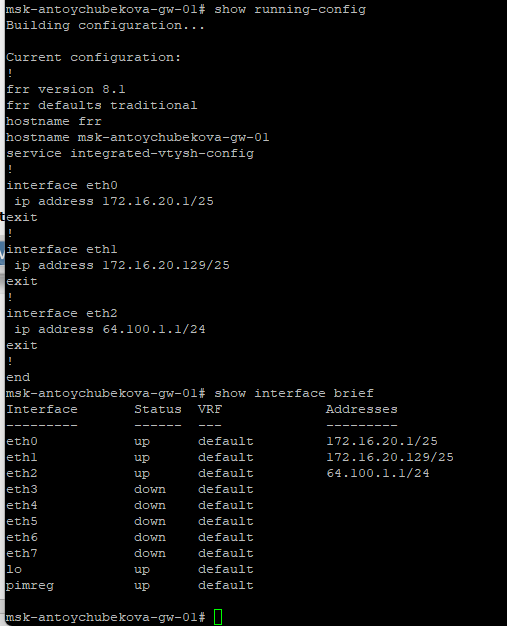 msk-antoychubekova-gw-01# show running-config
Building configuration...

Current configuration:
!
frr version 8.1
frr defaults traditional
hostname frr
hostname msk-antoychubekova-gw-01
service integrated-vtysh-config
!
interface eth0
 ip address 172.16.20.1/25
exit
!
interface eth1
 ip address 172.16.20.129/25
exit
!
interface eth2
 ip address 64.100.1.1/24
exit
!
end
msk-antoychubekova-gw-01# show interface brief
Interface       Status  VRF             Addresses
---------       ------  ---             ---------
eth0            up      default         172.16.20.1/25
eth1            up      default         172.16.20.129/25
eth2            up      default         64.100.1.1/24
eth3            down    default
eth4            down    default
eth5            down    default
eth6            down    default
eth7            down    default
lo              up      default
pimreg          up      default

msk-antoychubekova-gw-01#